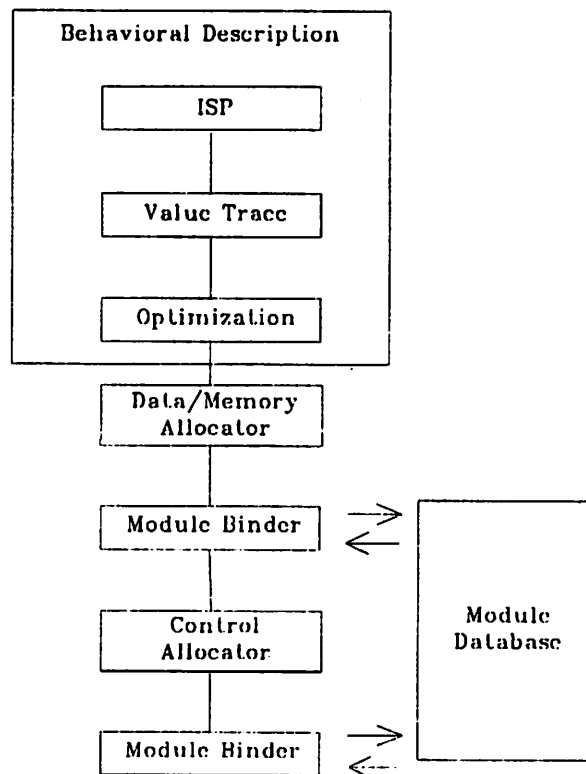 Behavioral Description
ISP
Value Trace
Optimization
Data/Memory
Allocator
Module Binder
Control
Allocator
Module
Database
Module Binder